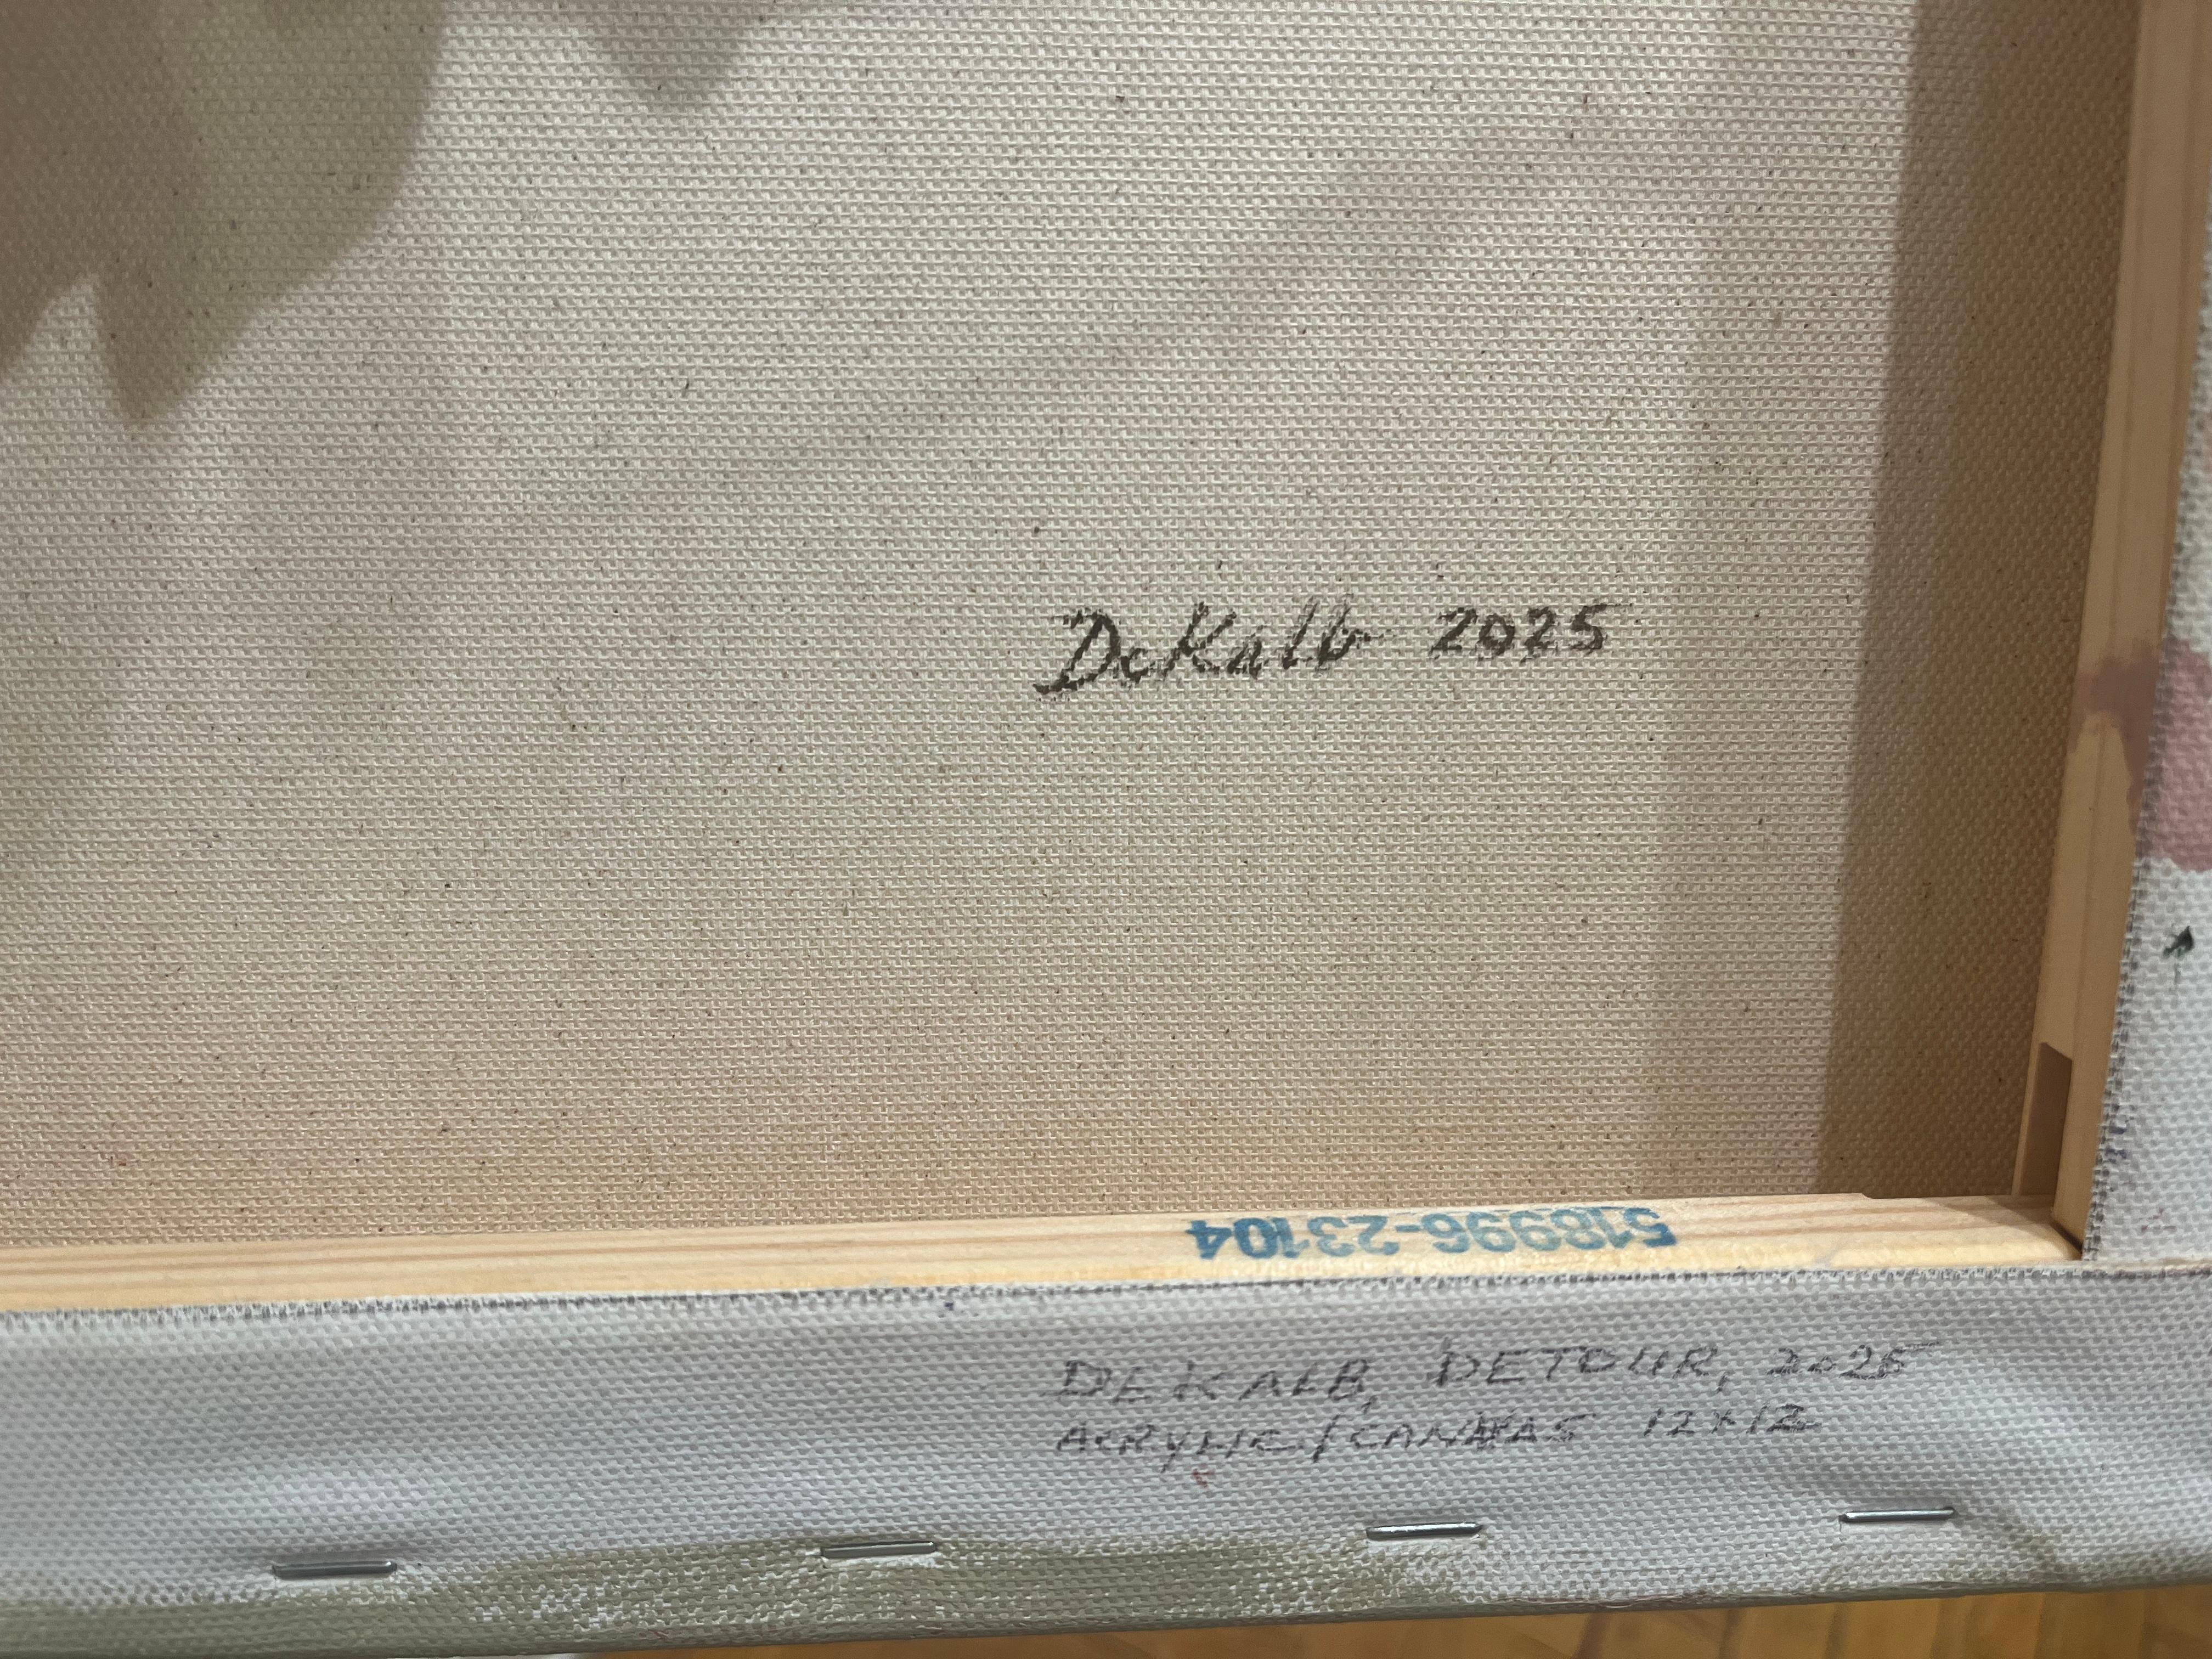 DeKalb 2025
518996-23104
DEKALB, DETOUR, 2025
ACRYLIC/CANVAS 12x12